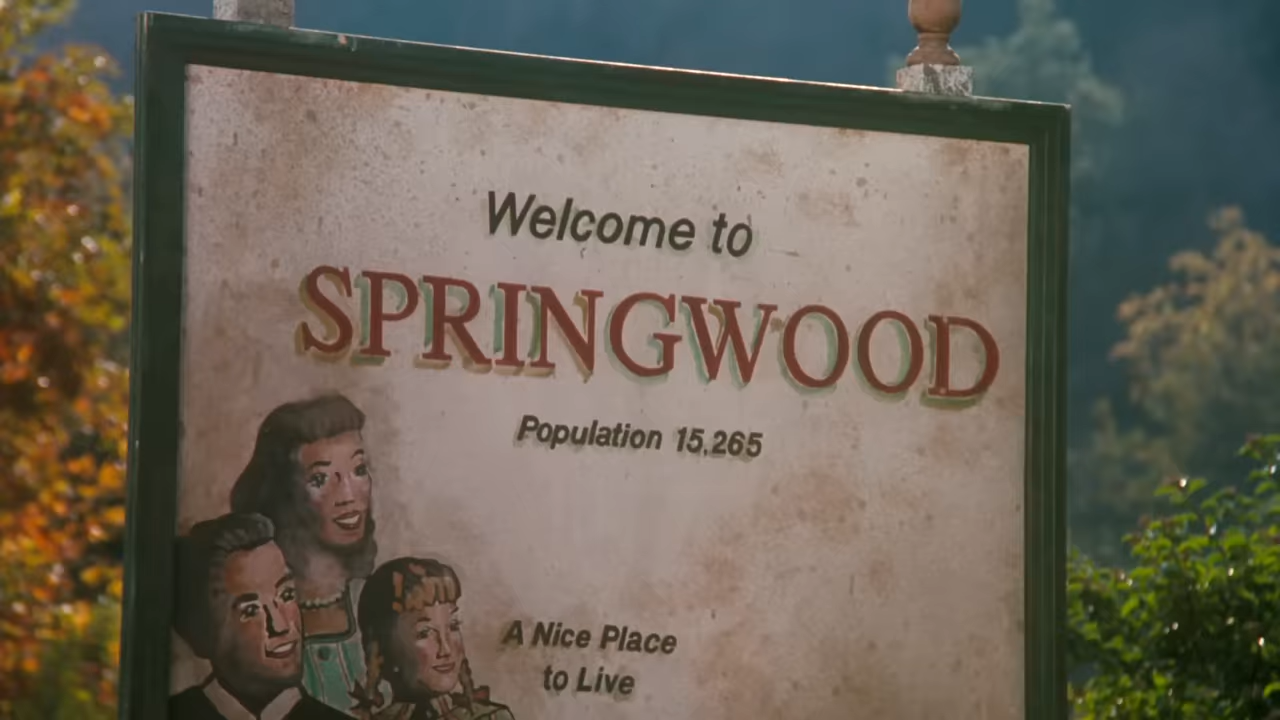 Welcome to
SPRINGWOOD
Population 15,265
A Nice Place
to Live